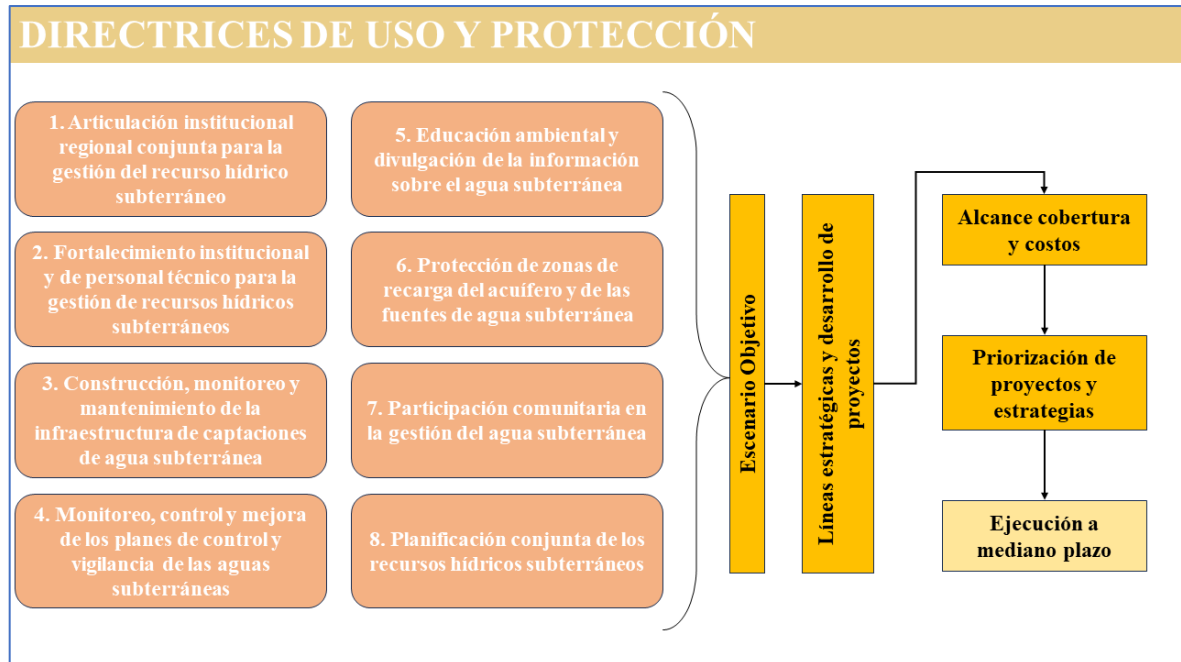 DIRECTRICES DE USO Y PROTECCIÓN
1. Articulación institucional
regional conjunta para la
gestión del recurso hídrico
subterráneo
2. Fortalecimiento institucional
y de personal técnico para la
gestión de recursos hídricos
subterráneos
3. Construcción, monitoreo y
mantenimiento de la
infraestructura de captaciones
de agua subterránea
4. Monitoreo, control y mejora
de los planes de control y
vigilancia de las aguas
subterráneas
5. Educación ambiental y
divulgación de la información
sobre el agua subterránea
6. Protección de zonas de
recarga del acuífero y de las
fuentes de agua subterránea
7. Participación comunitaria en
la gestión del agua subterránea
8. Planificación conjunta de los
recursos hídricos subterráneos
Escenario Objetivo
Líneas estratégicas y desarrollo de
proyectos
Alcance cobertura
y costos
Priorización de
proyectos y
estrategias
Ejecución a
mediano plazo